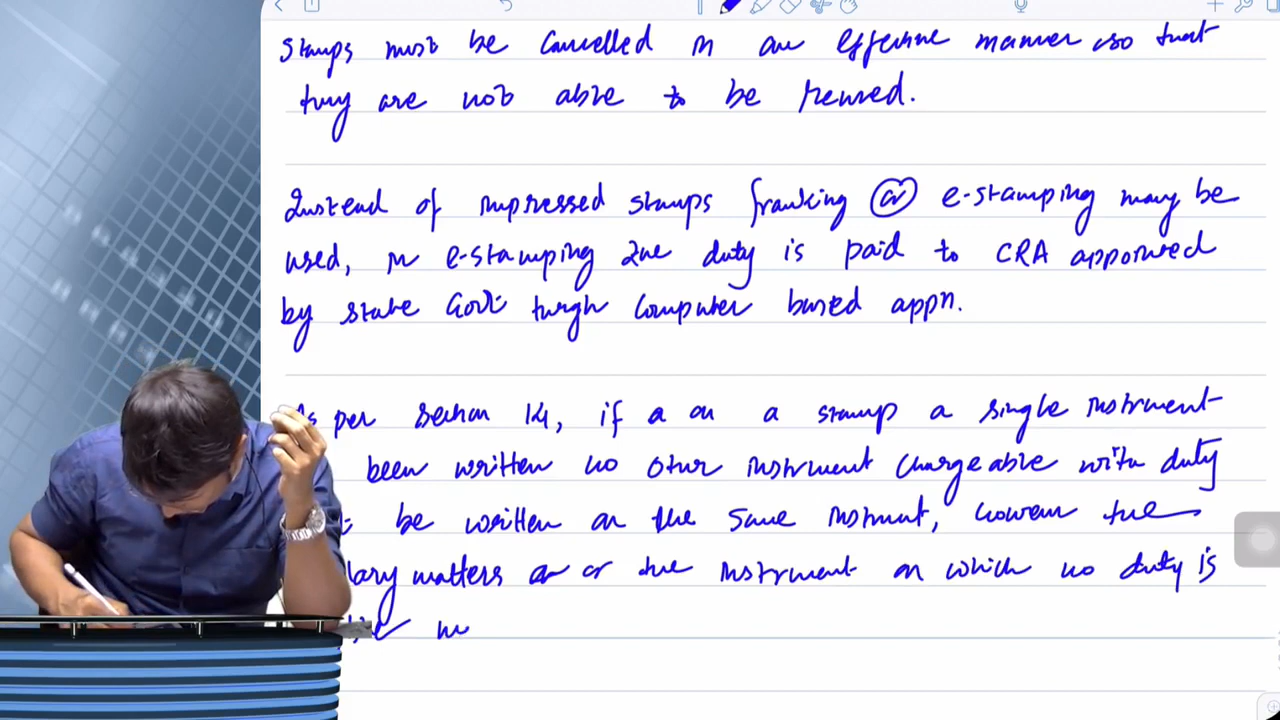 Stamps must be Cancelled in an effective manner so that
they are not able to be reused.
Instead of impressed stamps franking or e-stamping may be
used, in e-stamping the duty is paid to CRA appointed
by state Govt through Computer based appn.
As per section 14, if a on a stamp a single instrument
been written no other instrument chargeable with duty
be written on the same instrument, however the
matters or the instrument on which no duty is